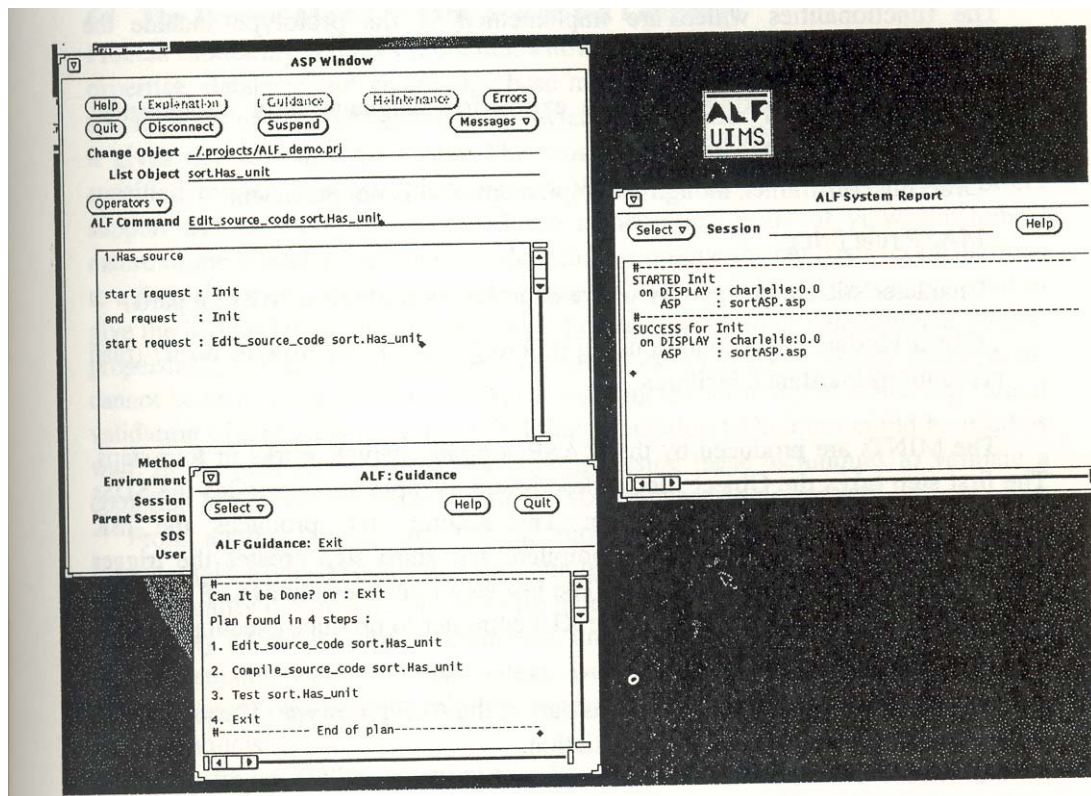 ASP Window
Help Explanation Guidance Maintenance Errors
Quit Disconnect Suspend Messages
Change Object _/.projects/ALF_demo.prj
List Object sort.Has_unit
Operators
ALF Command Edit_source_code sort.Has_unit
1.Has_source
start request : Init
end request : Init
start request : Edit_source_code sort.Has_unit
Method
Environment
Session
Parent Session
SDS
User
ALF UIMS
ALF System Report
Select Session Help
#--------------------
STARTED Init
on DISPLAY : charlelie:0.0
ASP : sortASP.asp
#--------------------
SUCCESS for Init
on DISPLAY : charlelie:0.0
ASP : sortASP.asp
ALF: Guidance
Select Help Quit
ALF Guidance: Exit
#--------------------
Can It be Done? on : Exit
Plan found in 4 steps :
1. Edit_source_code sort.Has_unit
2. Compile_source_code sort.Has_unit
3. Test sort.Has_unit
4. Exit
#----------- End of plan-----------------